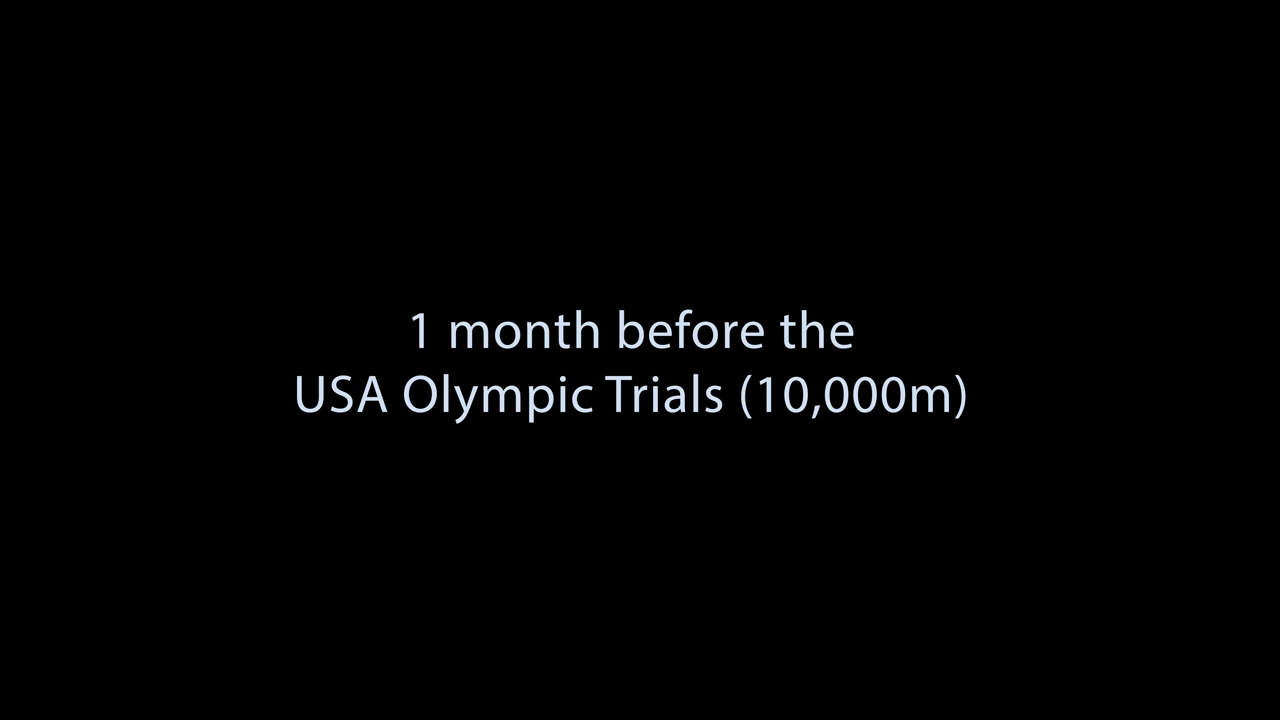 1 month before the
USA Olympic Trials (10,000m)